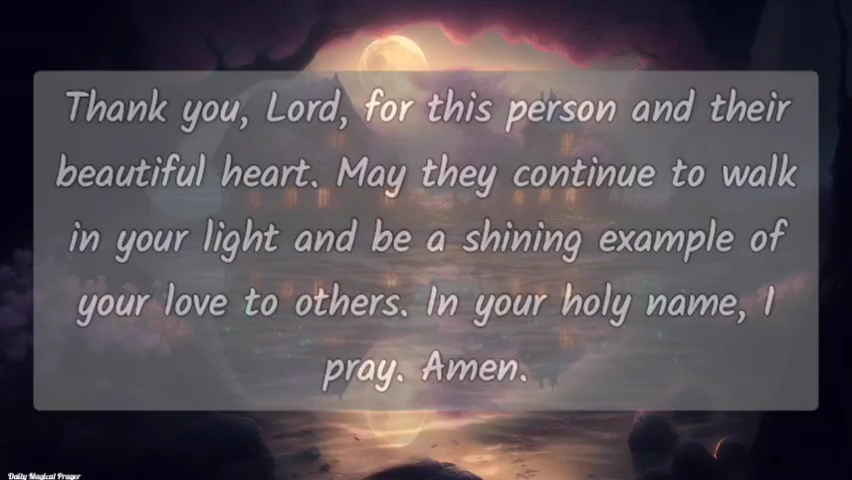 Thank you, Lord, for this person and their
beautiful heart. May they continue to walk
in your light and be a shining example of
your love to others. In your holy name, I
pray. Amen.
Daily Magical Prayer